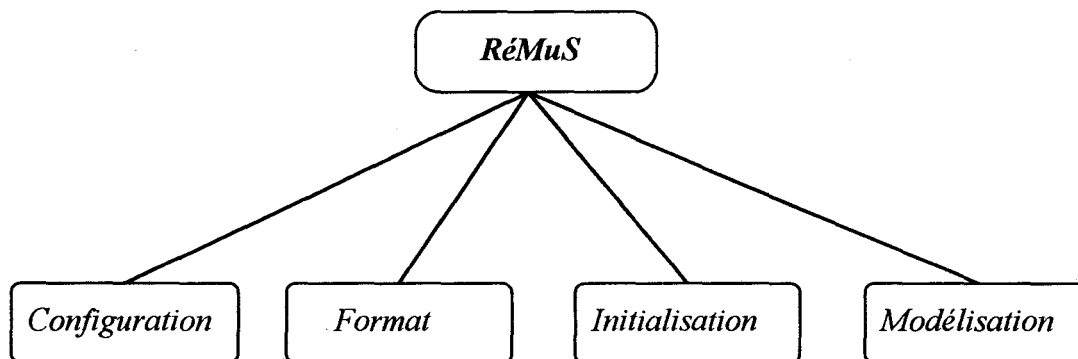 RéMuS
Configuration
Format
Initialisation
Modélisation